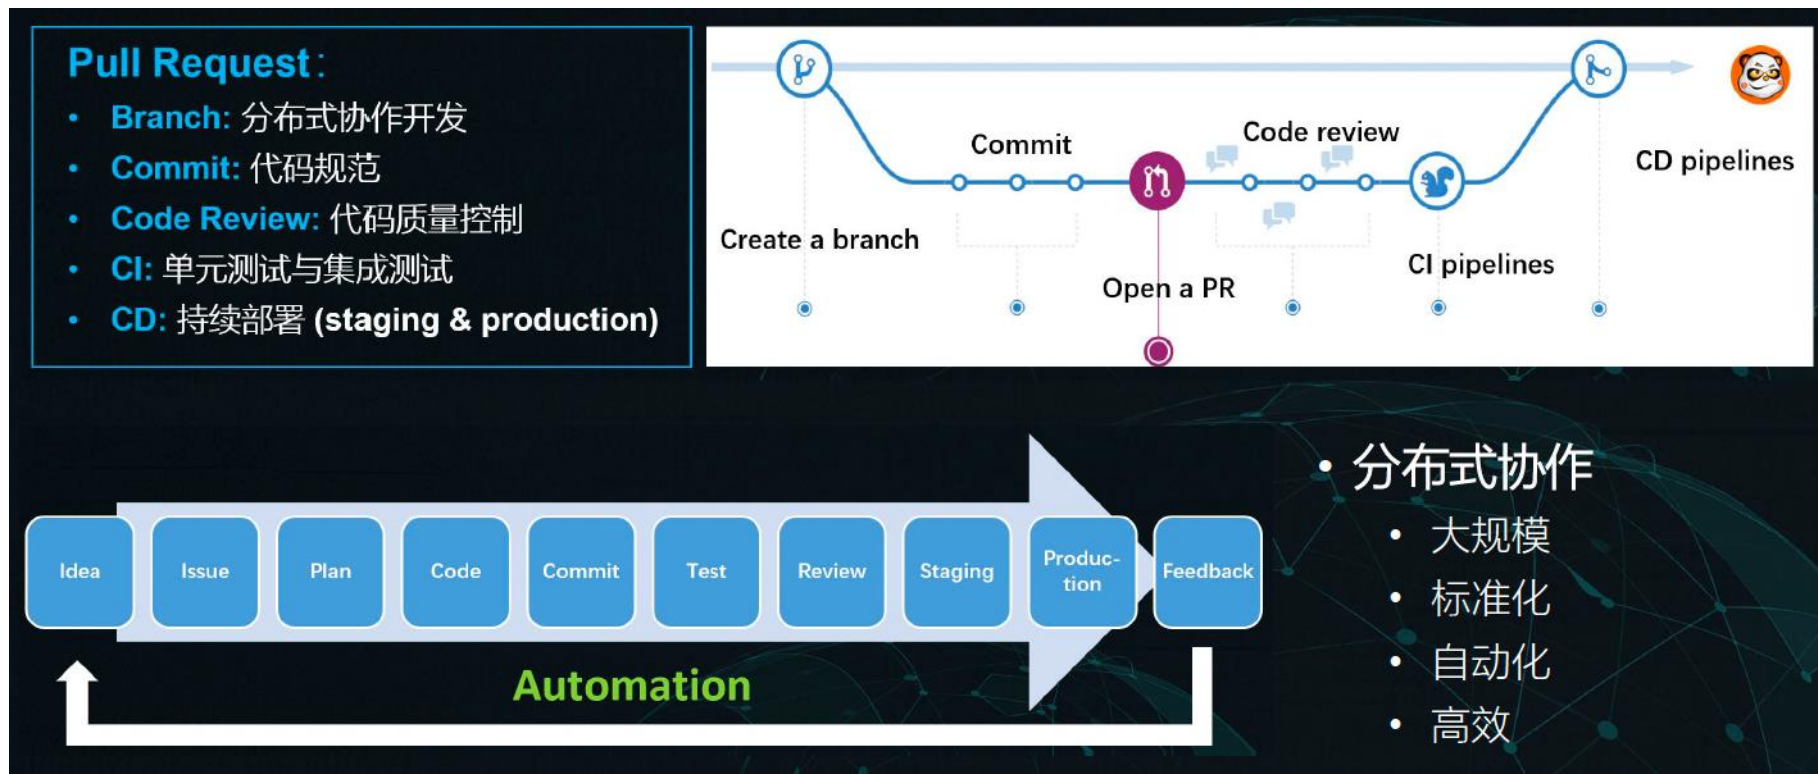 Pull Request：
• Branch: 分布式协作开发
• Commit: 代码规范
• Code Review: 代码质量控制
• CI: 单元测试与集成测试
• CD: 持续部署 (staging & production)
Commit
Code review
CD pipelines
Create a branch
CI pipelines
Open a PR
Idea
Issue
Plan
Code
Commit
Test
Review
Staging
Produc-
tion
Feedback
Automation
• 分布式协作
• 大规模
• 标准化
• 自动化
• 高效